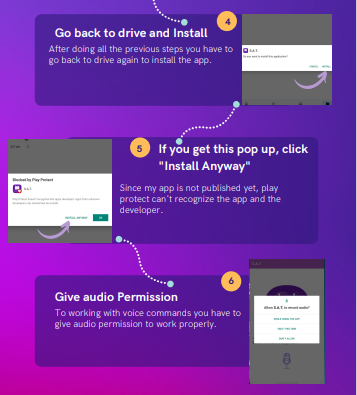 4
Go back to drive and Install
After doing all the previous steps you have to
go back to drive again to install the app.
S.A.T.
Do you want to install this application?
CANCEL INSTALL
5
If you get this pop up, click
"Install Anyway"
Since my app is not published yet, play
protect can't recognize the app and the
developer.
Blocked by Play Protect
S.A.T.
INSTALL ANYWAY OK
6
Give audio Permission
To working with voice commands you have to
give audio permission to work properly.
S.A.T.
Allow S.A.T. to record audio?
WHILE USING THE APP
ONLY THIS TIME
DON'T ALLOW